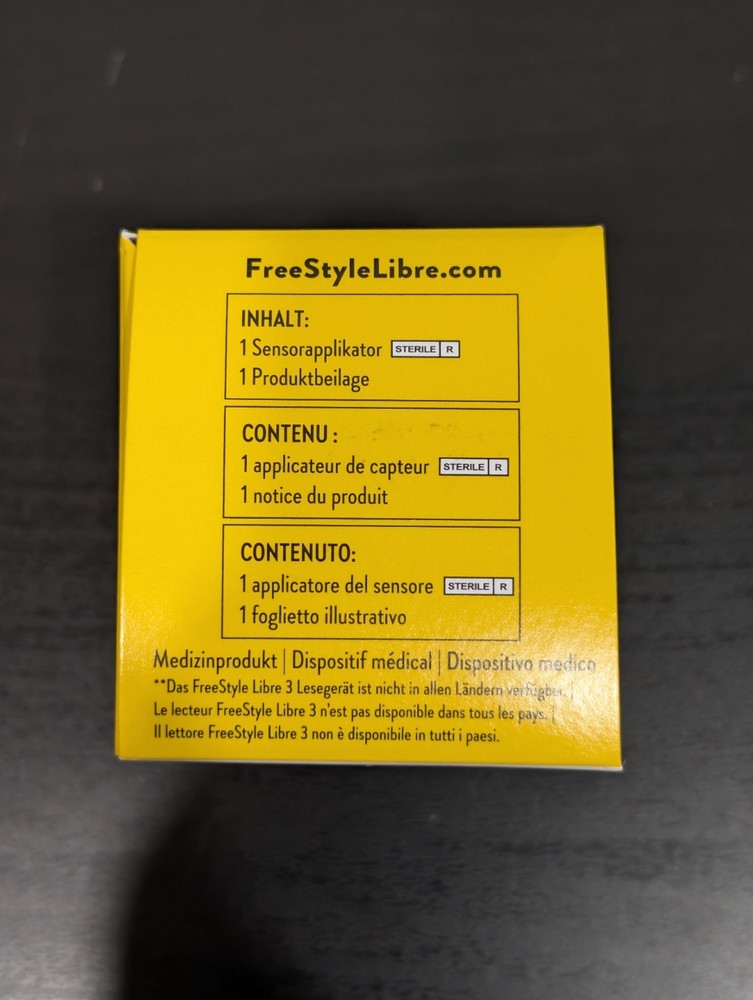 FreeStyleLibre.com
INHALT:
1 Sensorapplikator STERILE R
1 Produktbeilage
CONTENU :
1 applicateur de capteur STERILE R
1 notice du produit
CONTENUTO:
1 applicatore del sensore STERILE R
1 foglietto illustrativo
Medizinprodukt | Dispositif médical | Dispositivo medico
**Das FreeStyle Libre 3 Lesegerät ist nicht in allen Ländern verfügbar. |
Le lecteur FreeStyle Libre 3 n'est pas disponible dans tous les pays. |
Il lettore FreeStyle Libre 3 non è disponibile in tutti i paesi.